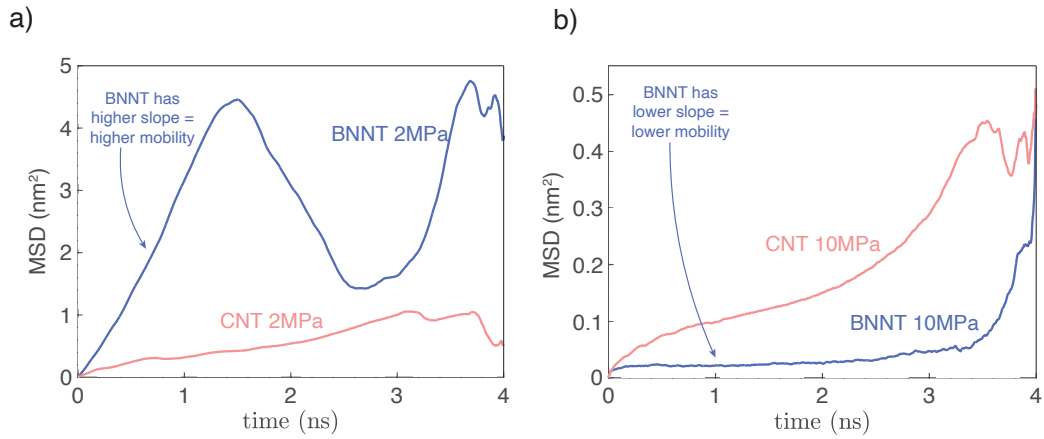 a)
5
4
3
2
1
0
MSD (nm²)
BNNT has
higher slope =
higher mobility
BNNT 2MPa
CNT 2MPa
0
1
2
3
4
time (ns)
b)
0.5
0.4
0.3
0.2
0.1
0
MSD (nm²)
BNNT has
lower slope =
lower mobility
CNT 10MPa
BNNT 10MPa
0
1
2
3
4
time (ns)